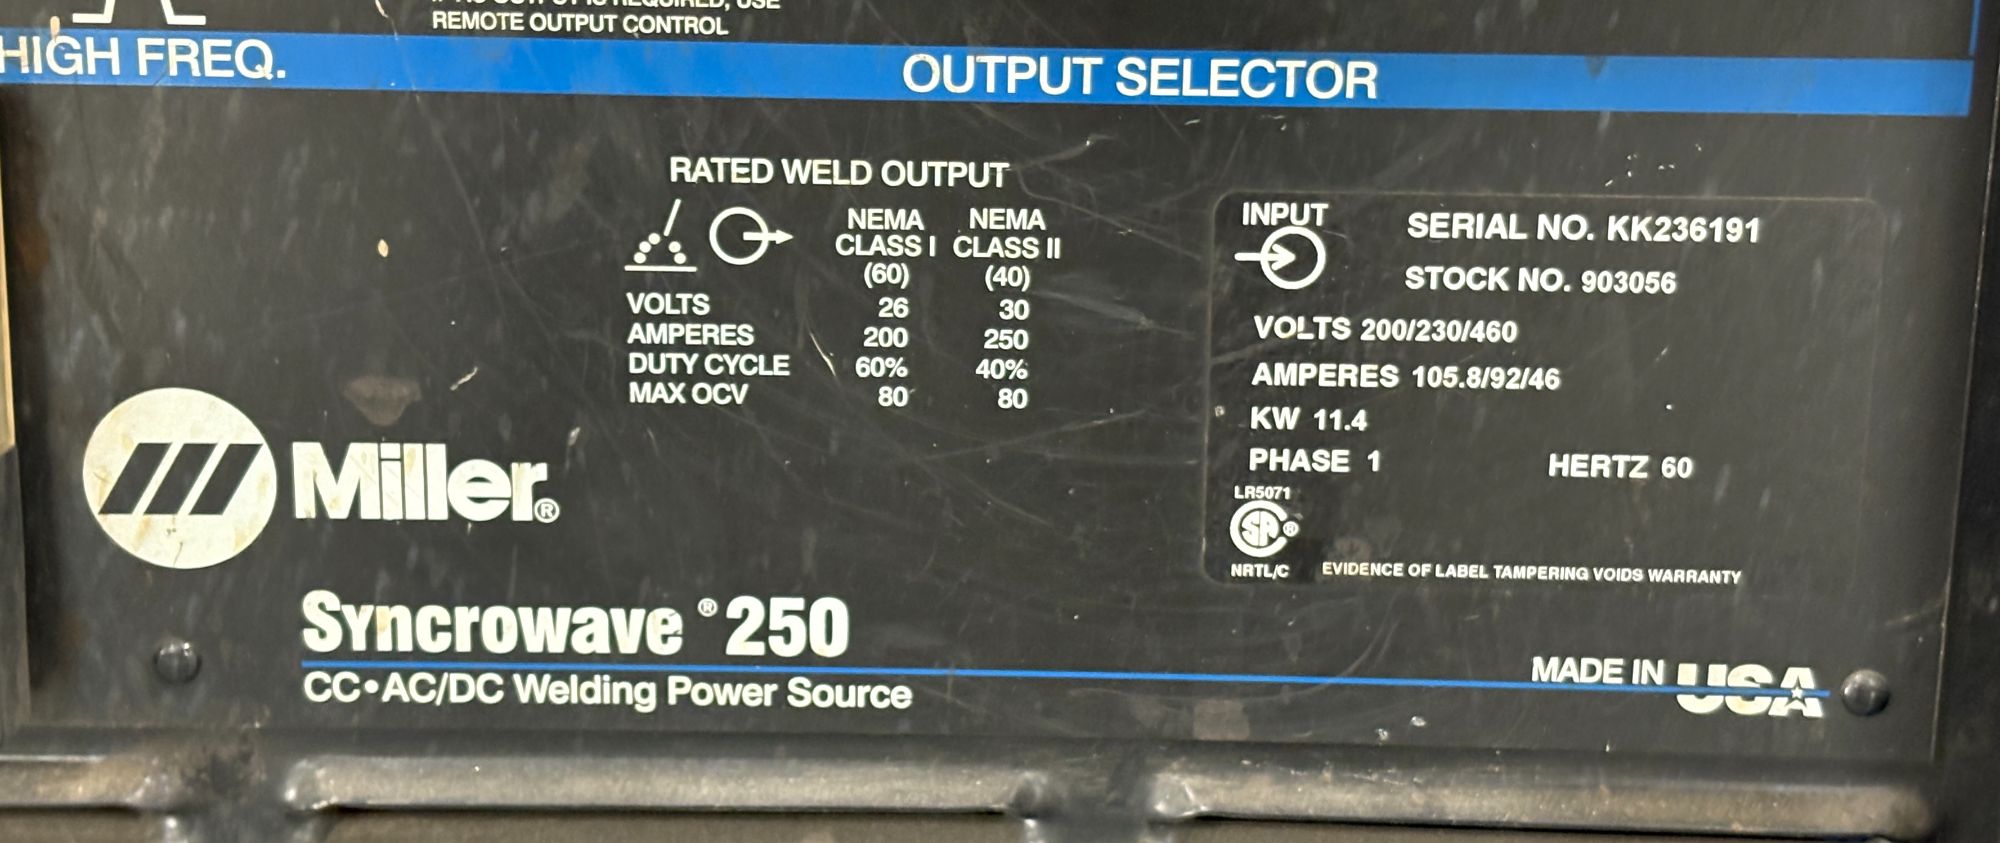 REMOTE OUTPUT CONTROL
HIGH FREQ.
OUTPUT SELECTOR
RATED WELD OUTPUT
NEMA NEMA
CLASS I CLASS II
(60) (40)
VOLTS 26 30
AMPERES 200 250
DUTY CYCLE 60% 40%
MAX OCV 80 80
INPUT
SERIAL NO. KK236191
STOCK NO. 903056
VOLTS 200/230/460
AMPERES 105.8/92/46
KW 11.4
PHASE 1 HERTZ 60
LR5071
SA®
NRTL/C
EVIDENCE OF LABEL TAMPERING VOIDS WARRANTY
Miller®
Syncrowave® 250
CC•AC/DC Welding Power Source
MADE IN USA